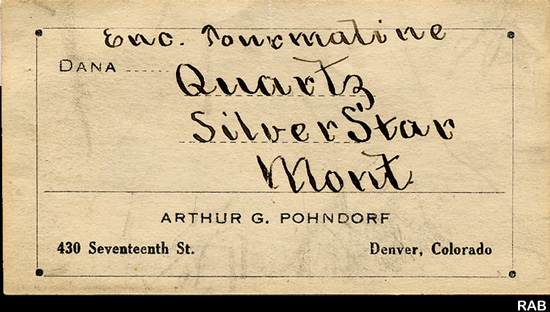 Enc. Tourmaline
DANA ...... Quartz
Silver Star
Mont.
ARTHUR G. POHNDORF
430 Seventeenth St. Denver, Colorado
RAB